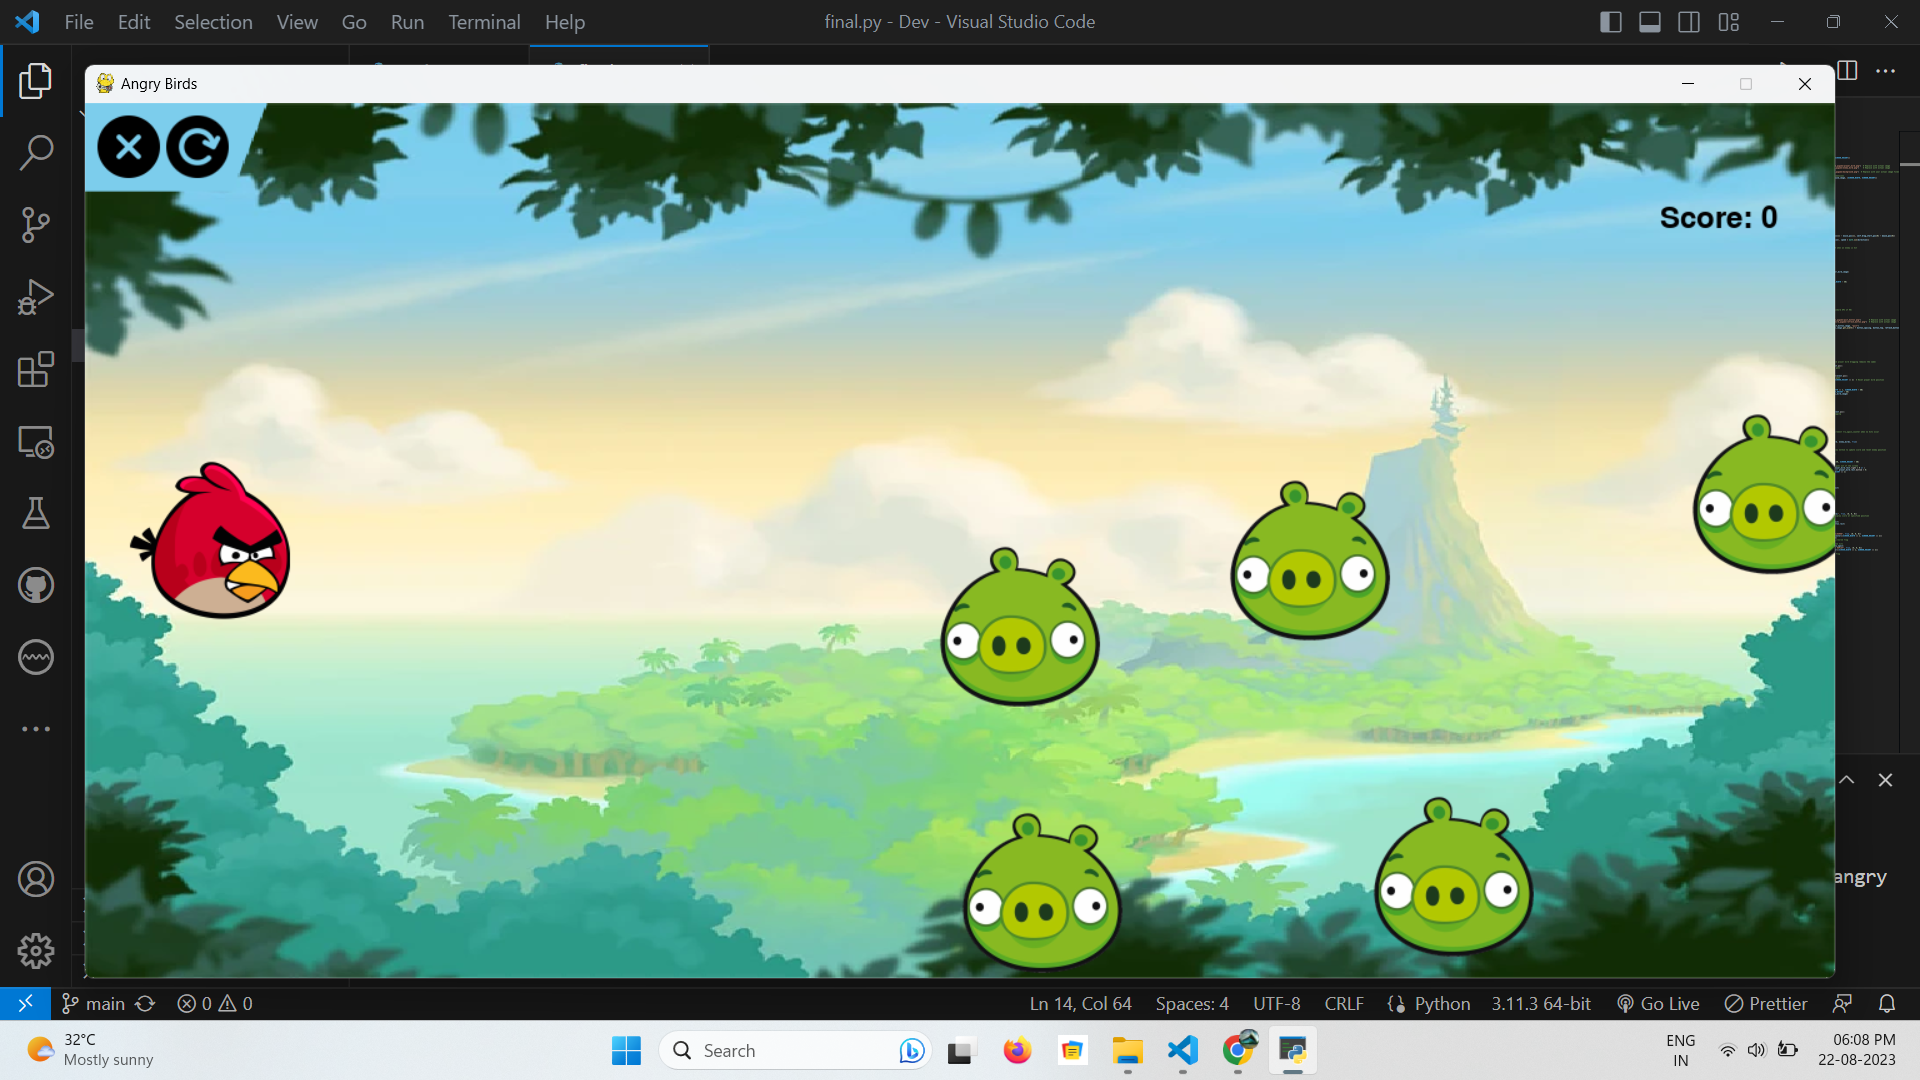 File Edit Selection View Go Run Terminal Help
final.py - Dev - Visual Studio Code
Angry Birds
Score: 0
angry
main
0 0
Ln 14, Col 64 Spaces: 4 UTF-8 CRLF Python 3.11.3 64-bit Go Live Prettier
32°C
Mostly sunny
Search
ENG
IN
06:08 PM
22-08-2023